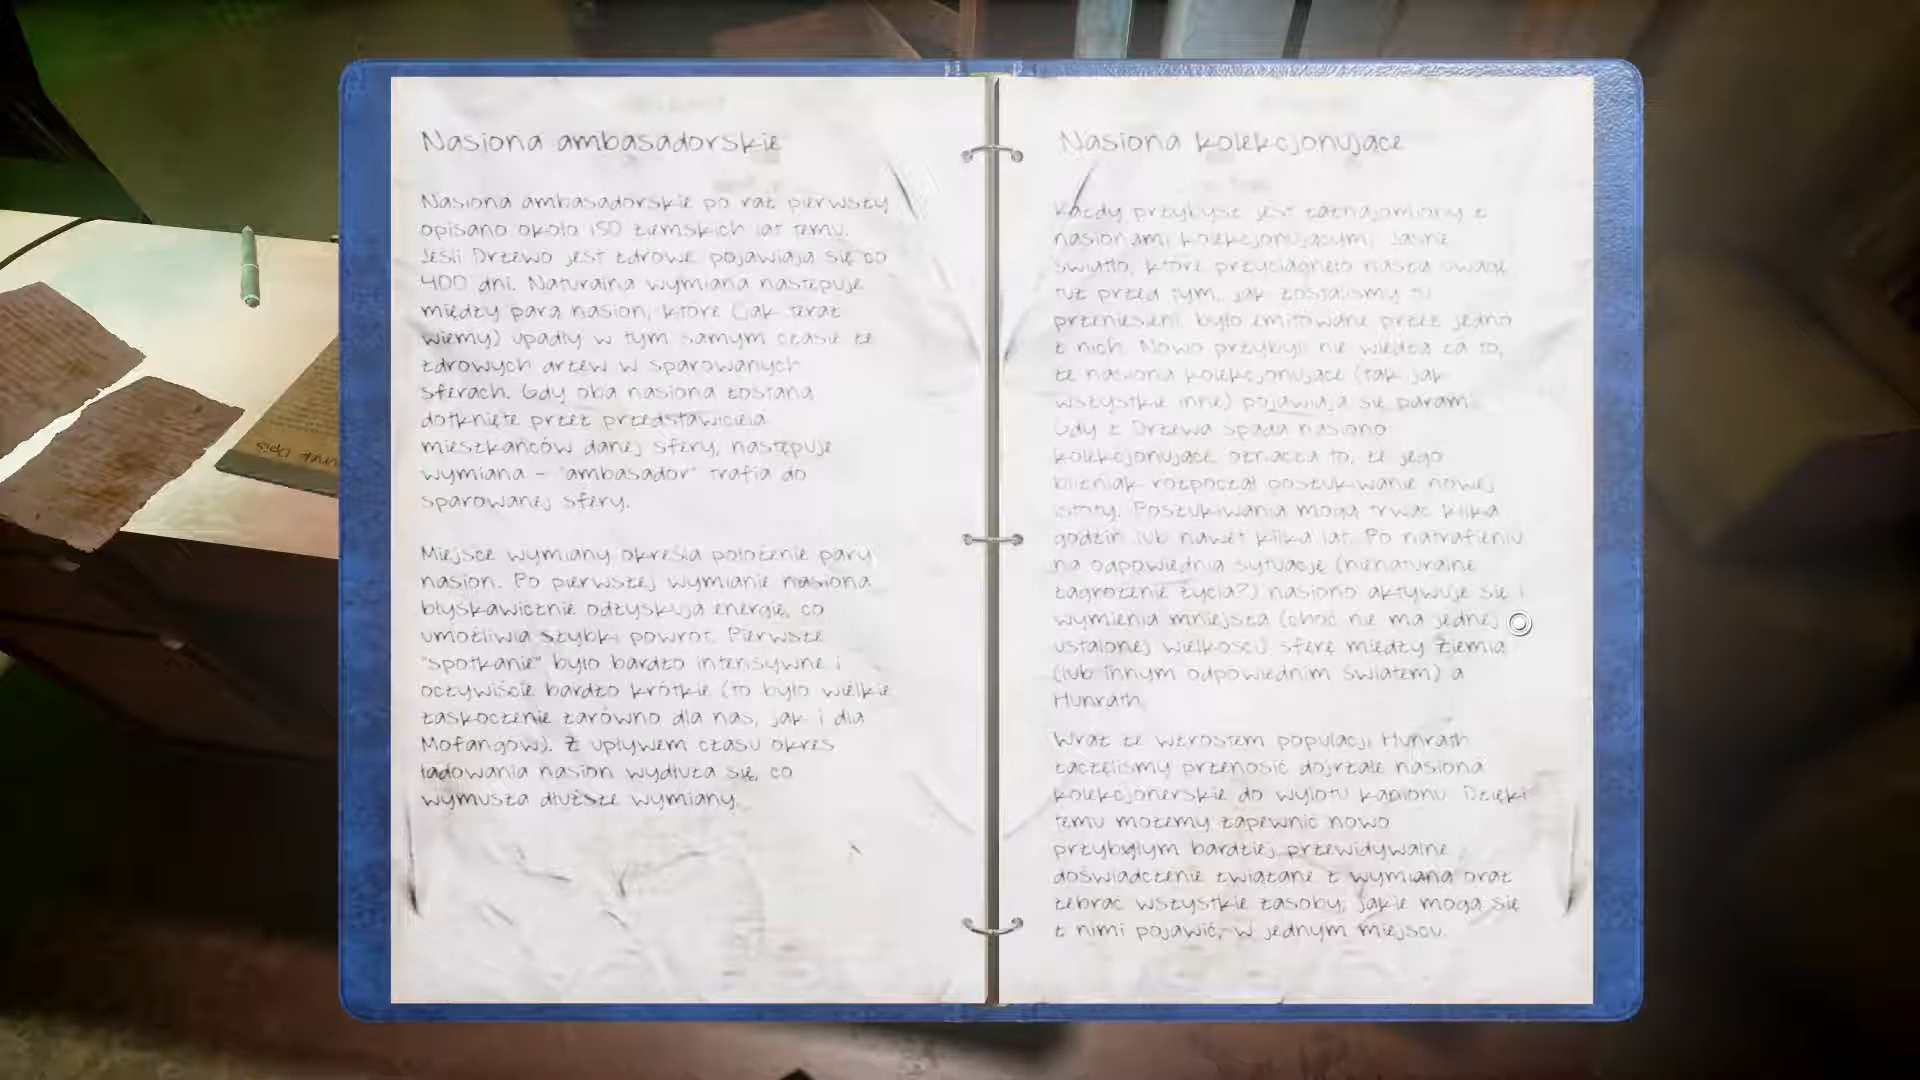 Nasiona ambasadorskie
Nasiona ambasadorskie po raz pierwszy
opisano około 150 ziemskich lat temu.
Jeśli Drzewo jest zdrowe pojawiają się co
400 dni. Naturalna wymiana następuje
między parą nasion, które (jak teraz
wiemy) upadły w tym samym czasie ze
zdrowych drzew w sparowanych
sferach. Gdy oba nasiona zostaną
dotknięte przez przedstawiciela
mieszkańców danej sfery, następuje
wymiana - "ambasador" trafia do
sparowanej sfery.
Miejsce wymiany określa położenie pary
nasion. Po pierwszej wymianie nasiona
błyskawicznie odzyskują energię, co
umożliwia szybki powrót. Pierwsze
"spotkanie" było bardzo intensywne i
oczywiście bardzo krótkie (to było wielkie
zaskoczenie zarówno dla nas, jak i dla
Mofangów). Z upływem czasu okres
ładowania nasion wydłuża się, co
wymusza dłuższe wymiany.
Nasiona kolekcjonujące
Każdy przybysz jest zaznajomiony z
nasionami kolekcjonującymi. Jasne
światło, które przyciągnęło naszą uwagę
tuż przed tym, jak zostaliśmy tu
przeniesieni, było emitowane przez jedno
z nich. Nowo przybyli nie wiedzą za to,
że nasiona kolekcjonujące (tak jak
wszystkie inne) pojawiają się parami.
Gdy z Drzewa spada nasiono
kolekcjonujące, oznacza to, że jego
bliźniak rozpoczął poszukiwanie nowej
istoty. Poszukiwania mogą trwać kilka
godzin lub nawet kilka lat. Po natrafieniu
na odpowiednią sytuację (nienaturalne
zagrożenie życia?) nasiono aktywuje się i
wymienia mniejszą (choć nie ma jednej
ustalonej wielkości) sferę między Ziemią
(lub innym odpowiednim światem) a
Hunrath.
Wraz ze wzrostem populacji Hunrath
zaczęliśmy przenosić dojrzałe nasiona
kolekcjonerskie do wylotu kanionu. Dzięki
temu możemy zapewnić nowo
przybyłym bardziej przewidywalne
doświadczenie związane z wymianą oraz
zebrać wszystkie zasoby, jakie mogą się
z nimi pojawić, w jednym miejscu.